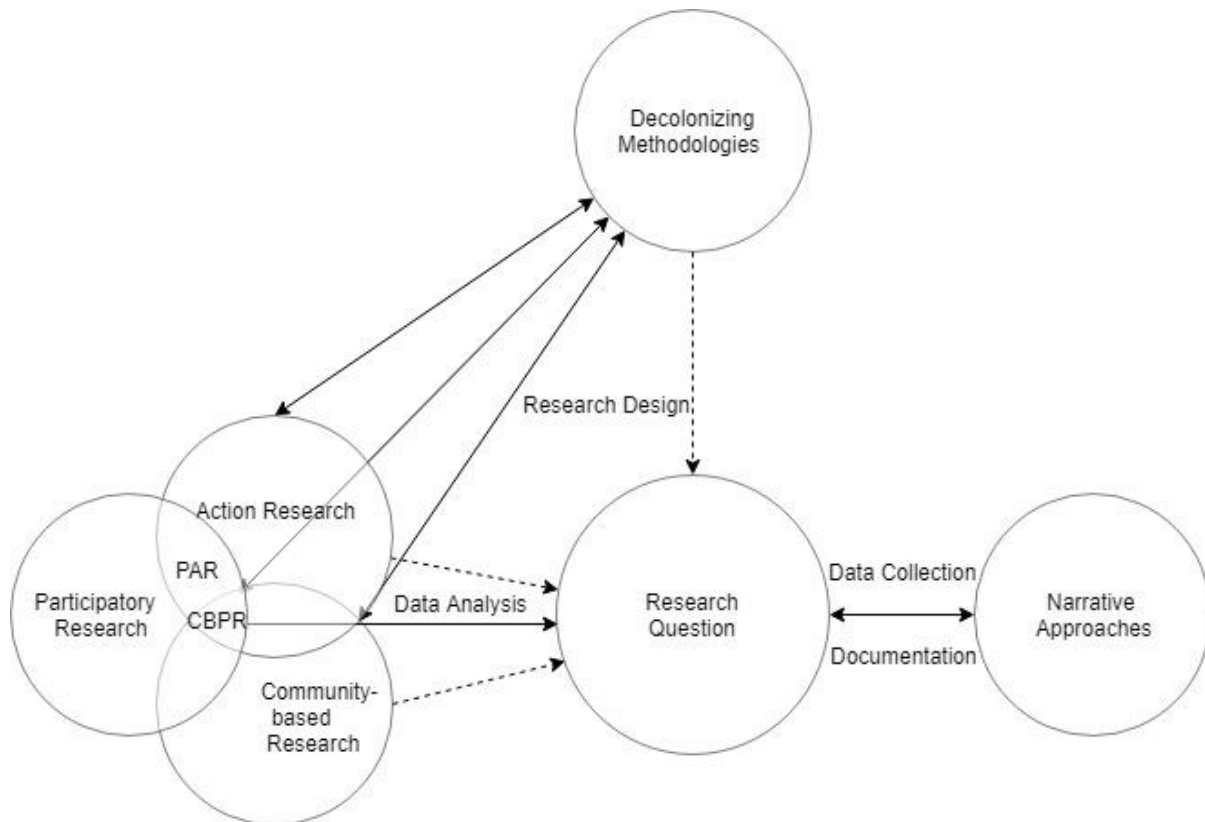 Decolonizing
Methodologies
Research Design
Action Research
PAR
Participatory
Research
CBPR
Data Analysis
Community-
based
Research
Research
Question
Data Collection
Documentation
Narrative
Approaches